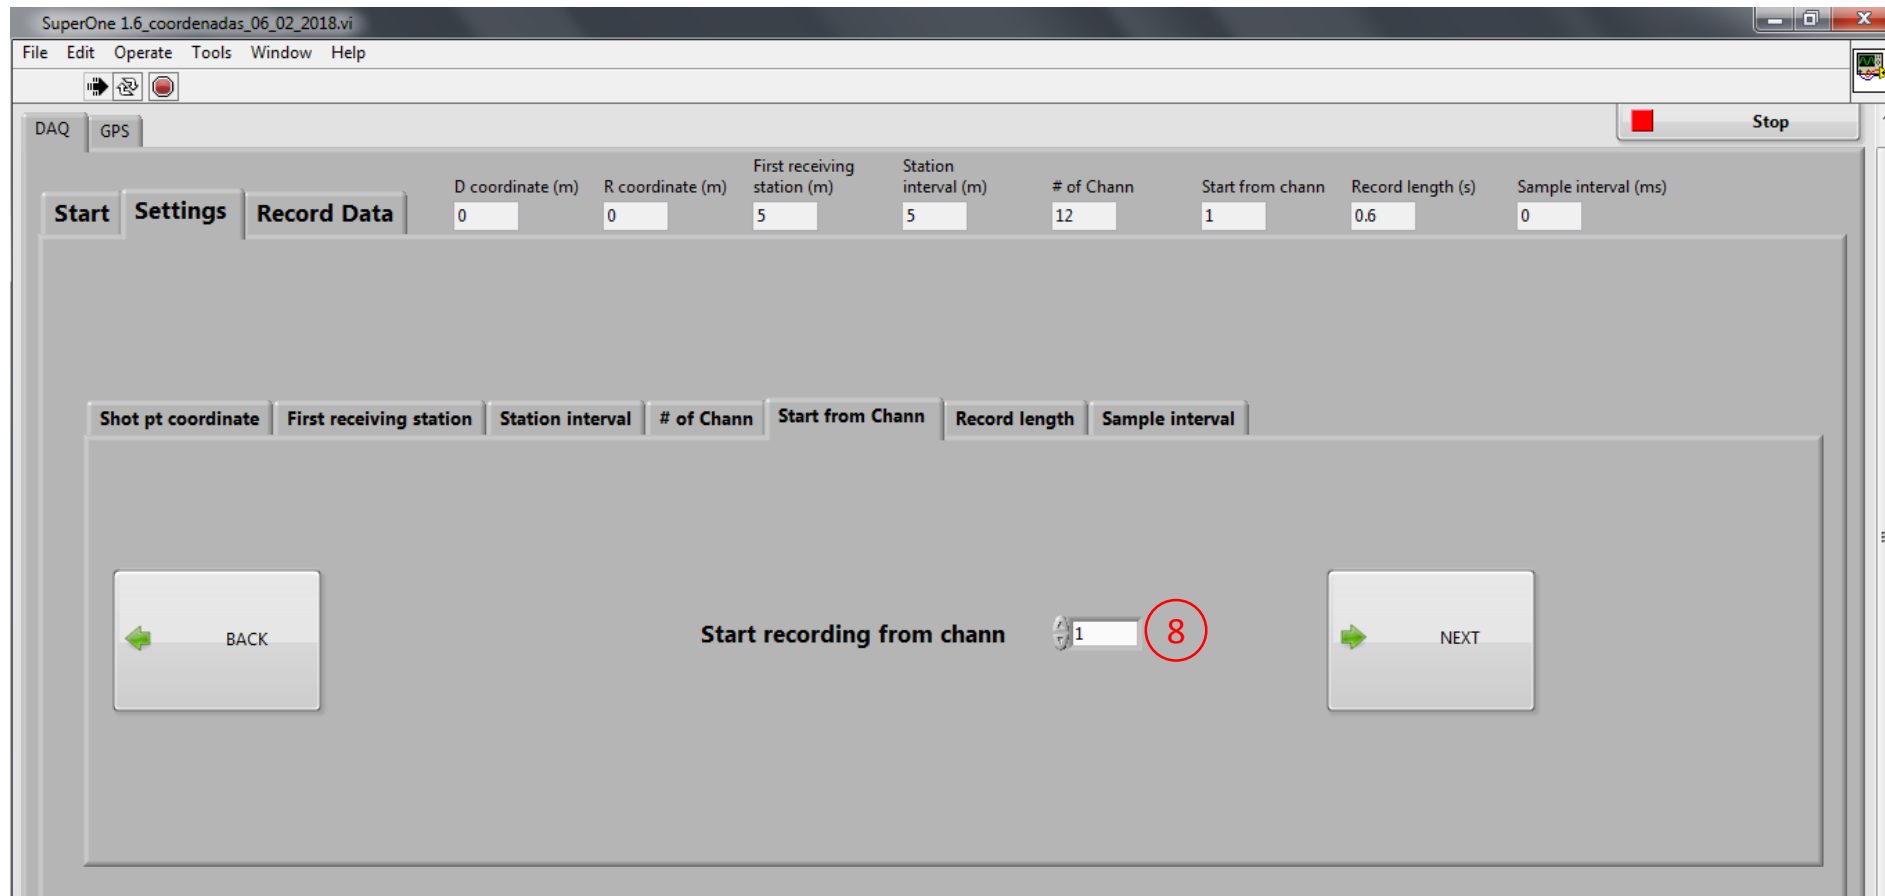 SuperOne 1.6_coordenadas_06_02_2018.vi
File Edit Operate Tools Window Help
DAQ GPS
Stop
Start Settings Record Data
D coordinate (m)
0
R coordinate (m)
0
First receiving
station (m)
5
Station
interval (m)
5
# of Chann
12
Start from chann
1
Record length (s)
0.6
Sample interval (ms)
0
Shot pt coordinate First receiving station Station interval # of Chann Start from Chann Record length Sample interval
BACK
Start recording from chann 1 8
NEXT